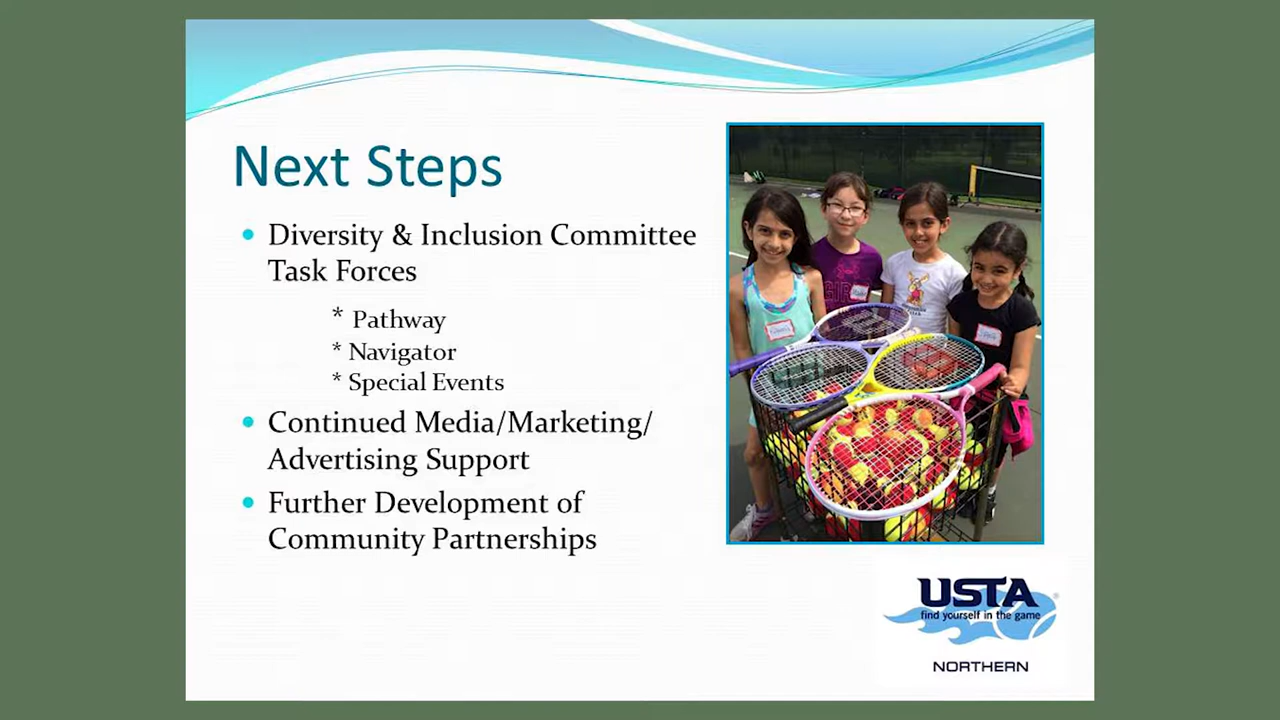 Next Steps
Diversity & Inclusion Committee
Task Forces
* Pathway
* Navigator
* Special Events
Continued Media/Marketing/
Advertising Support
Further Development of
Community Partnerships
USTA
find yourself in the game
NORTHERN